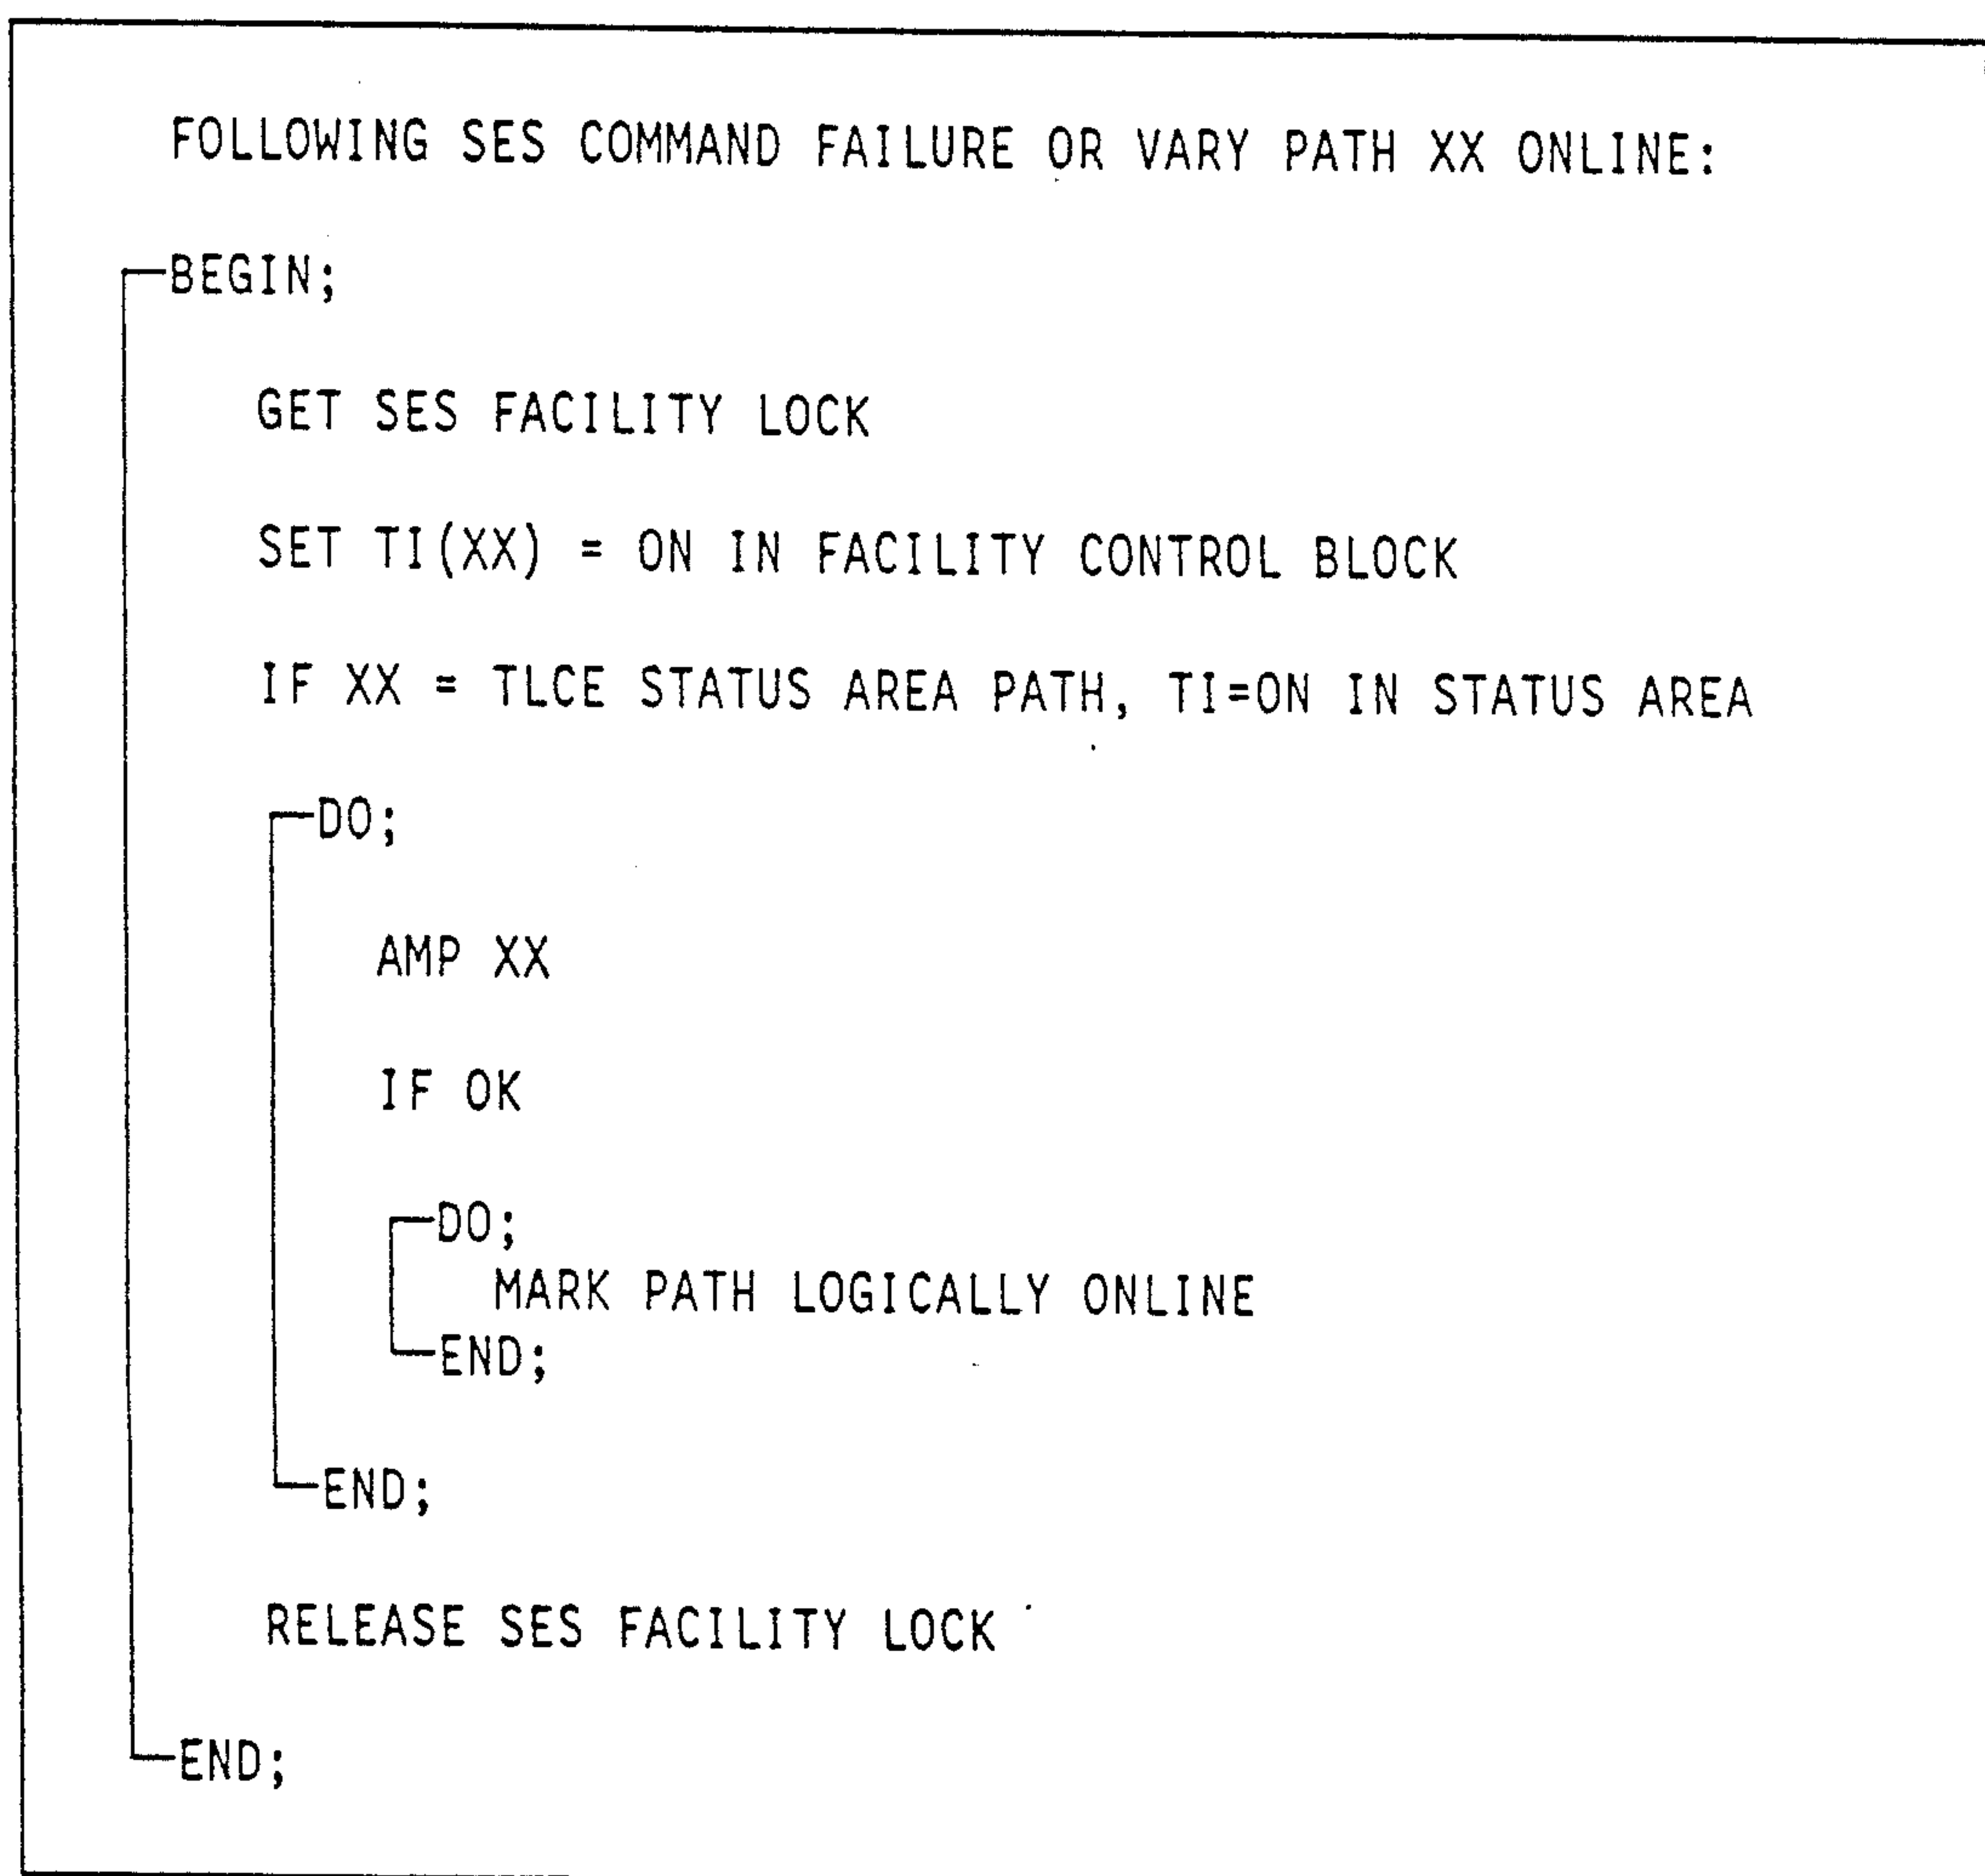 FOLLOWING SES COMMAND FAILURE OR VARY PATH XX ONLINE:
BEGIN;
GET SES FACILITY LOCK
SET TI(XX) = ON IN FACILITY CONTROL BLOCK
IF XX = TLCE STATUS AREA PATH, TI=ON IN STATUS AREA
DO;
AMP XX
IF OK
DO;
MARK PATH LOGICALLY ONLINE
END;
END;
RELEASE SES FACILITY LOCK
END;